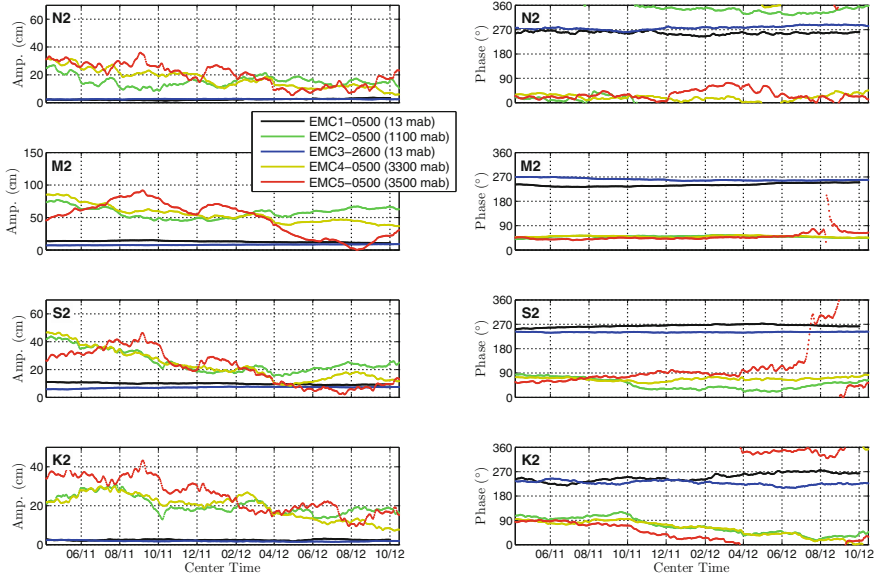 N2
Amp. (cm)
60
40
20
0
N2
Phase (°)
360
270
180
90
0
EMC1-0500 (13 mab)
EMC2-0500 (1100 mab)
EMC3-2600 (13 mab)
EMC4-0500 (3300 mab)
EMC5-0500 (3500 mab)
M2
Amp. (cm)
150
100
50
0
M2
Phase (°)
360
270
180
90
0
S2
Amp. (cm)
60
40
20
0
S2
Phase (°)
360
270
180
90
0
K2
Amp. (cm)
40
20
0
06/11 08/11 10/11 12/11 02/12 04/12 06/12 08/12 10/12
Center Time
K2
Phase (°)
360
270
180
90
0
06/11 08/11 10/11 12/11 02/12 04/12 06/12 08/12 10/12
Center Time